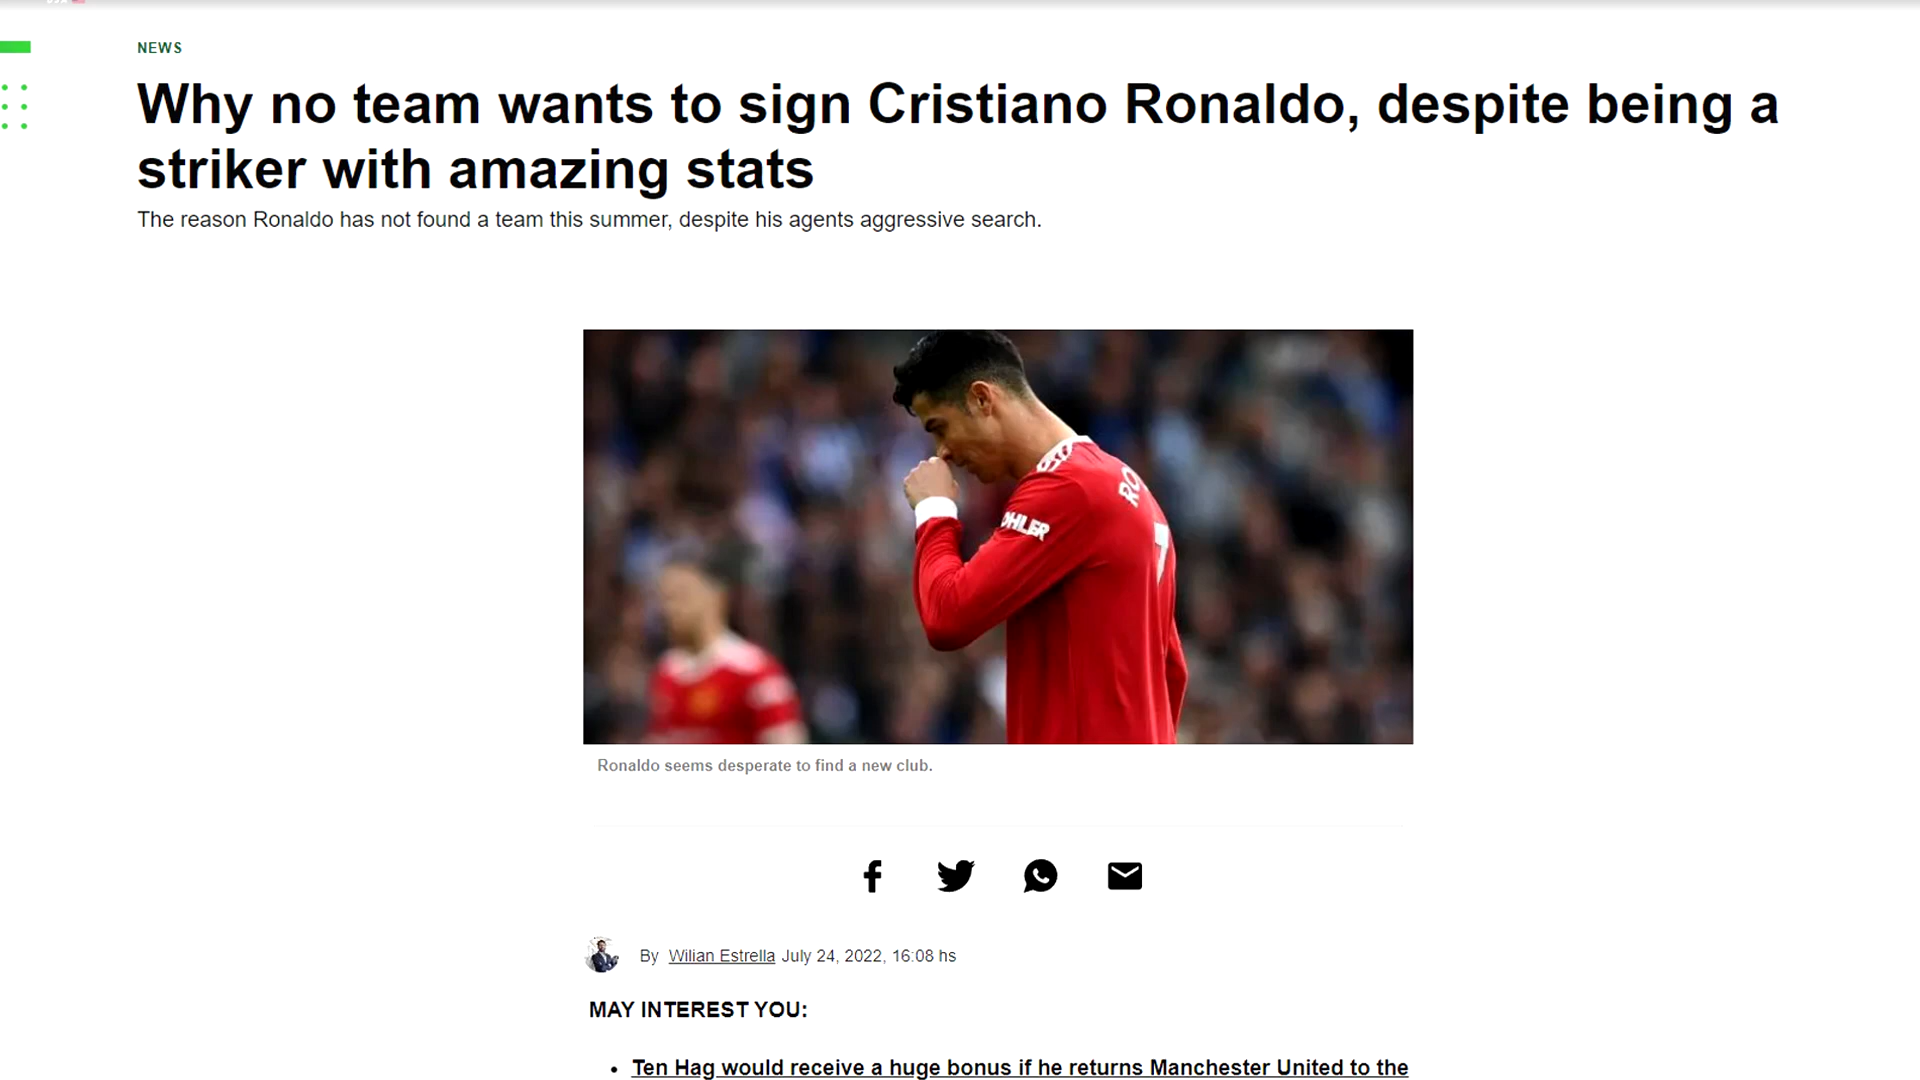 NEWS
Why no team wants to sign Cristiano Ronaldo, despite being a
striker with amazing stats
The reason Ronaldo has not found a team this summer, despite his agents aggressive search.
RO
OHLER
7
Ronaldo seems desperate to find a new club.
By Wilian Estrella July 24, 2022, 16:08 hs
MAY INTEREST YOU:
• Ten Hag would receive a huge bonus if he returns Manchester United to the